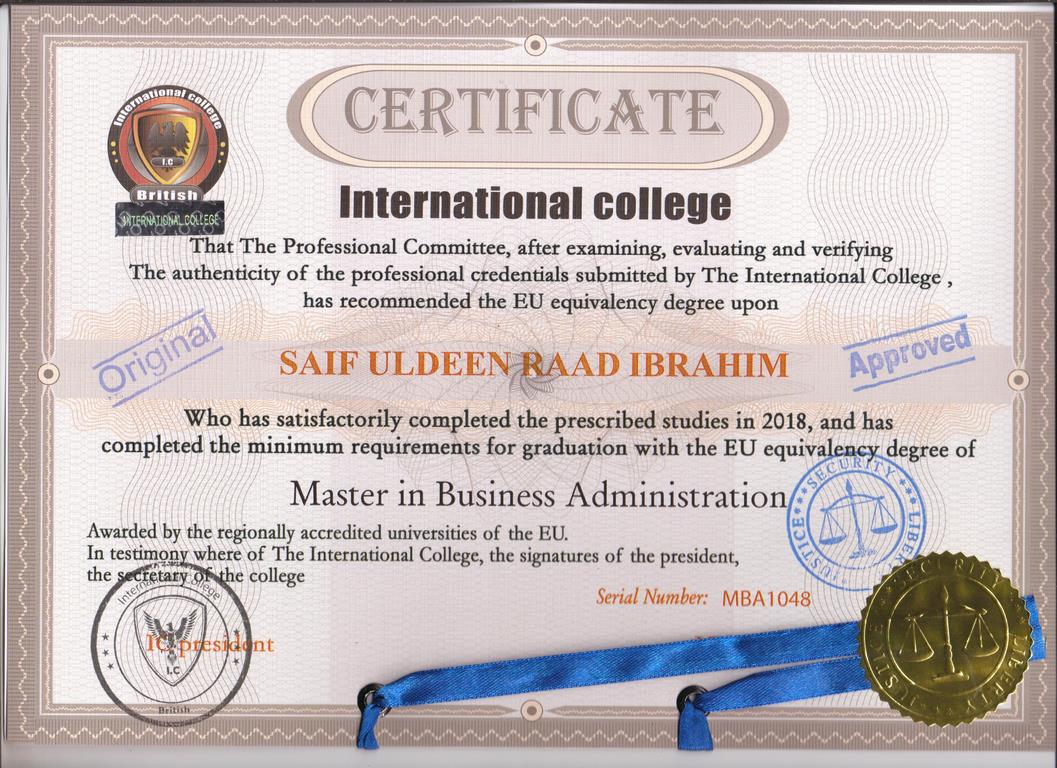 International college
I.C
British
INTERNATIONAL COLLEGE
CERTIFICATE
International college
That The Professional Committee, after examining, evaluating and verifying
The authenticity of the professional credentials submitted by The International College ,
has recommended the EU equivalency degree upon
Original
SAIF ULDEEN RAAD IBRAHIM
Approved
Who has satisfactorily completed the prescribed studies in 2018, and has
completed the minimum requirements for graduation with the EU equivalency degree of
Master in Business Administration
SECURITY LIBERTY JUSTICE
Awarded by the regionally accredited universities of the EU.
In testimony where of The International College, the signatures of the president,
the secretary of the college
Serial Number: MBA1048
International College
IC president
I.C
British
SECURITY LIBERTY JUSTICE